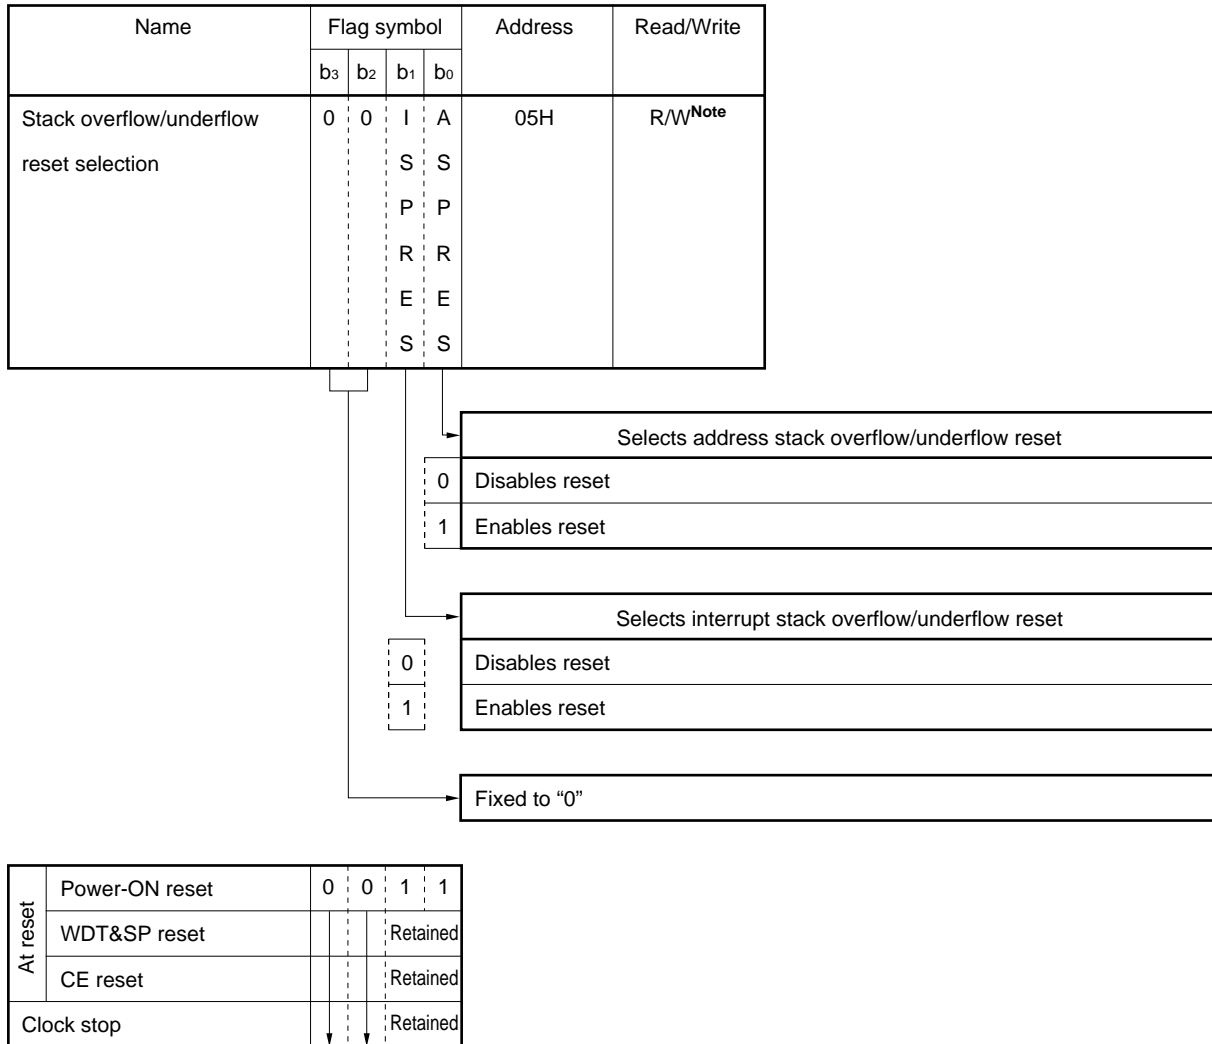 Name Flag symbol Address Read/Write
b3 b2 b1 b0
Stack overflow/underflow 0 0 I A 05H R/WNote
reset selection S S
P P
R R
E E
S S
Selects address stack overflow/underflow reset
0 Disables reset
1 Enables reset
Selects interrupt stack overflow/underflow reset
0 Disables reset
1 Enables reset
Fixed to “0”
At reset
Power-ON reset 0 0 1 1
WDT&SP reset Retained
CE reset Retained
Clock stop Retained